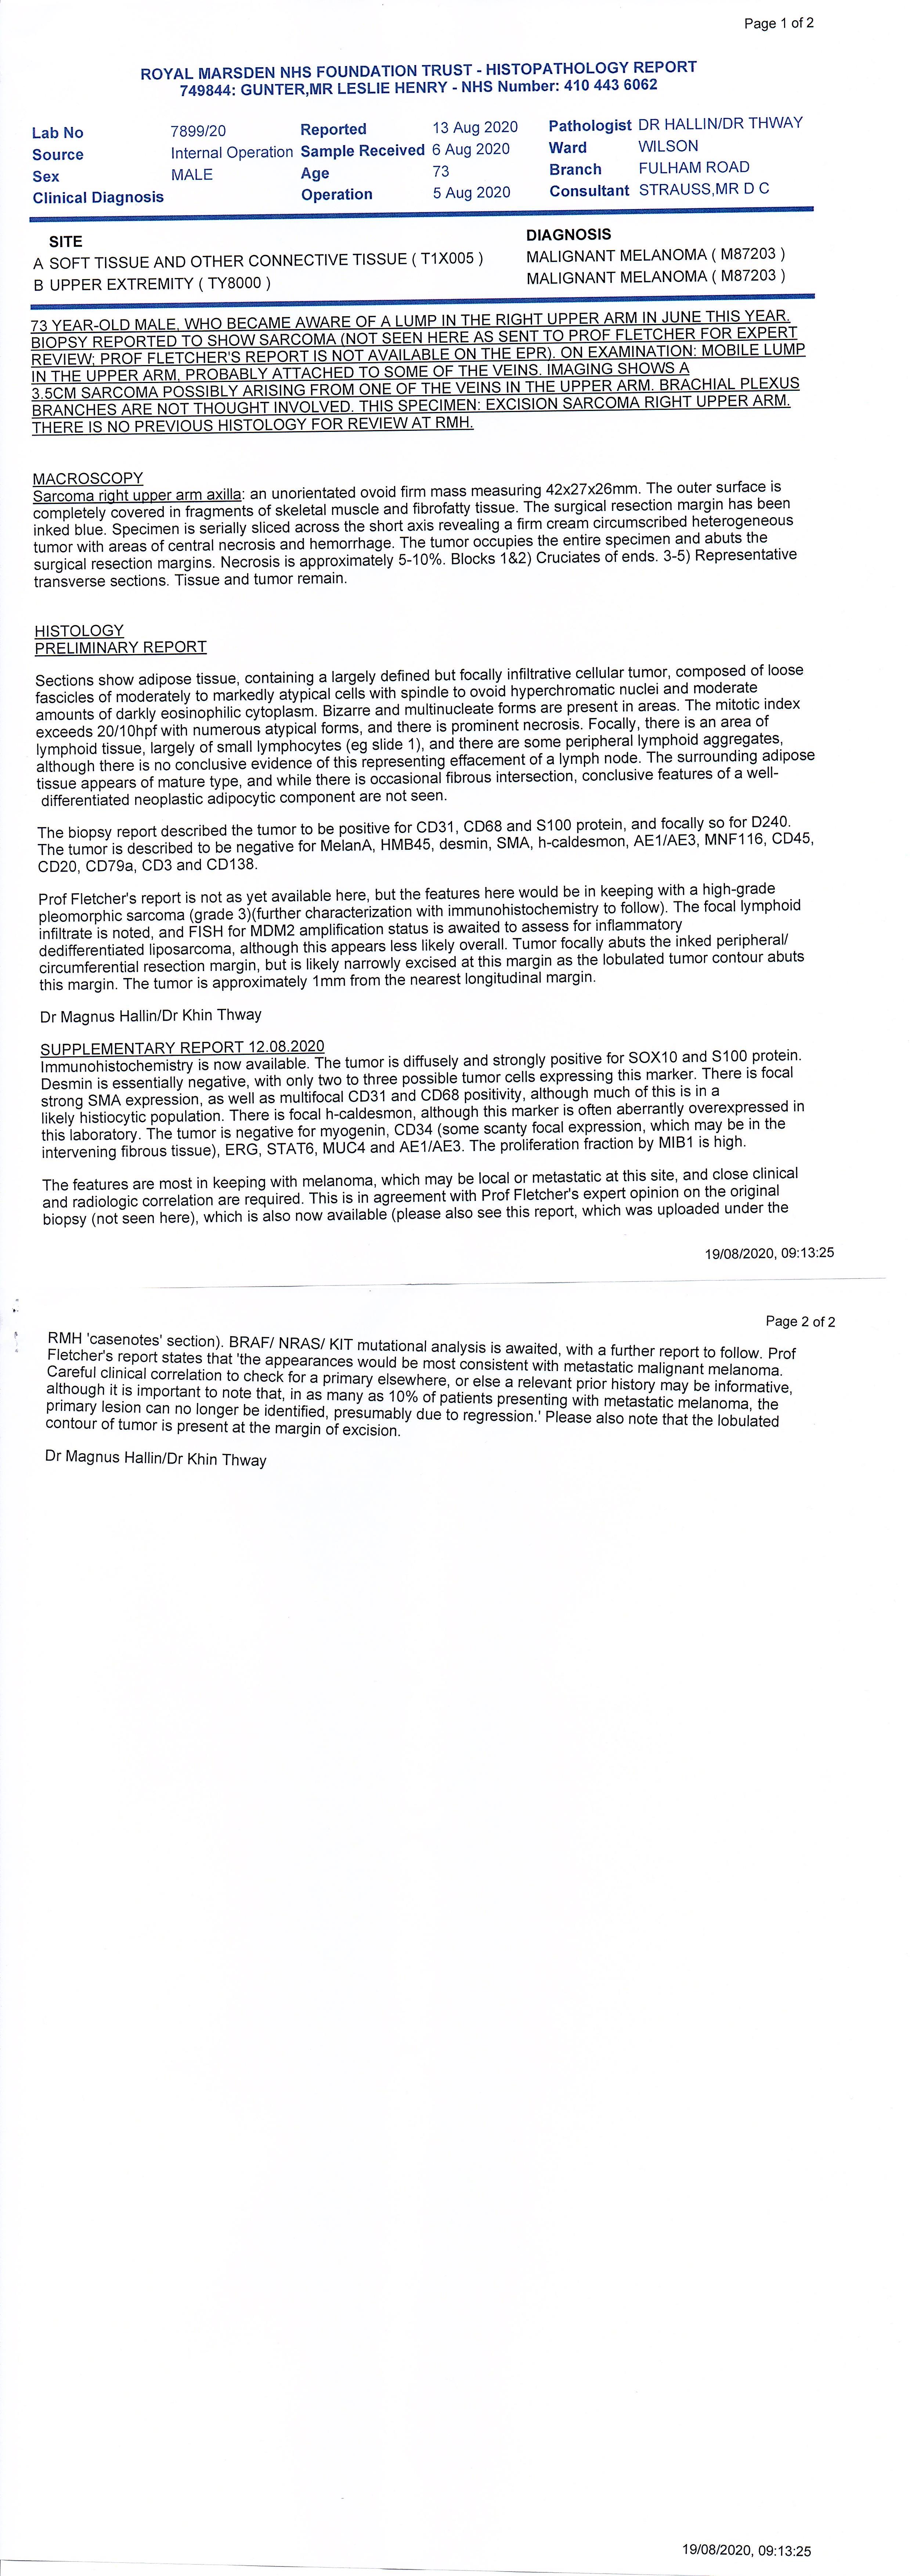 Page 1 of 2
ROYAL MARSDEN NHS FOUNDATION TRUST - HISTOPATHOLOGY REPORT
749844: GUNTER,MR LESLIE HENRY - NHS Number: 410 443 6062
Lab No 7899/20 Reported 13 Aug 2020 Pathologist DR HALLIN/DR THWAY
Source Internal Operation Sample Received 6 Aug 2020 Ward WILSON
Sex MALE Age 73 Branch FULHAM ROAD
Clinical Diagnosis Operation 5 Aug 2020 Consultant STRAUSS,MR D C
SITE DIAGNOSIS
A SOFT TISSUE AND OTHER CONNECTIVE TISSUE ( T1X005 ) MALIGNANT MELANOMA ( M87203 )
B UPPER EXTREMITY ( TY8000 ) MALIGNANT MELANOMA ( M87203 )
73 YEAR-OLD MALE, WHO BECAME AWARE OF A LUMP IN THE RIGHT UPPER ARM IN JUNE THIS YEAR.
BIOPSY REPORTED TO SHOW SARCOMA (NOT SEEN HERE AS SENT TO PROF FLETCHER FOR EXPERT
REVIEW; PROF FLETCHER'S REPORT IS NOT AVAILABLE ON THE EPR). ON EXAMINATION: MOBILE LUMP
IN THE UPPER ARM, PROBABLY ATTACHED TO SOME OF THE VEINS. IMAGING SHOWS A
3.5CM SARCOMA POSSIBLY ARISING FROM ONE OF THE VEINS IN THE UPPER ARM. BRACHIAL PLEXUS
BRANCHES ARE NOT THOUGHT INVOLVED. THIS SPECIMEN: EXCISION SARCOMA RIGHT UPPER ARM.
THERE IS NO PREVIOUS HISTOLOGY FOR REVIEW AT RMH.
MACROSCOPY
Sarcoma right upper arm axilla: an unorientated ovoid firm mass measuring 42x27x26mm. The outer surface is
completely covered in fragments of skeletal muscle and fibrofatty tissue. The surgical resection margin has been
inked blue. Specimen is serially sliced across the short axis revealing a firm cream circumscribed heterogeneous
tumor with areas of central necrosis and hemorrhage. The tumor occupies the entire specimen and abuts the
surgical resection margins. Necrosis is approximately 5-10%. Blocks 1&2) Cruciates of ends. 3-5) Representative
transverse sections. Tissue and tumor remain.
HISTOLOGY
PRELIMINARY REPORT
Sections show adipose tissue, containing a largely defined but focally infiltrative cellular tumor, composed of loose
fascicles of moderately to markedly atypical cells with spindle to ovoid hyperchromatic nuclei and moderate
amounts of darkly eosinophilic cytoplasm. Bizarre and multinucleate forms are present in areas. The mitotic index
exceeds 20/10hpf with numerous atypical forms, and there is prominent necrosis. Focally, there is an area of
lymphoid tissue, largely of small lymphocytes (eg slide 1), and there are some peripheral lymphoid aggregates,
although there is no conclusive evidence of this representing effacement of a lymph node. The surrounding adipose
tissue appears of mature type, and while there is occasional fibrous intersection, conclusive features of a well-
differentiated neoplastic adipocytic component are not seen.
The biopsy report described the tumor to be positive for CD31, CD68 and S100 protein, and focally so for D240.
The tumor is described to be negative for MelanA, HMB45, desmin, SMA, h-caldesmon, AE1/AE3, MNF116, CD45,
CD20, CD79a, CD3 and CD138.
Prof Fletcher's report is not as yet available here, but the features here would be in keeping with a high-grade
pleomorphic sarcoma (grade 3)(further characterization with immunohistochemistry to follow). The focal lymphoid
infiltrate is noted, and FISH for MDM2 amplification status is awaited to assess for inflammatory
dedifferentiated liposarcoma, although this appears less likely overall. Tumor focally abuts the inked peripheral/
circumferential resection margin, but is likely narrowly excised at this margin as the lobulated tumor contour abuts
this margin. The tumor is approximately 1mm from the nearest longitudinal margin.
Dr Magnus Hallin/Dr Khin Thway
SUPPLEMENTARY REPORT 12.08.2020
Immunohistochemistry is now available. The tumor is diffusely and strongly positive for SOX10 and S100 protein.
Desmin is essentially negative, with only two to three possible tumor cells expressing this marker. There is focal
strong SMA expression, as well as multifocal CD31 and CD68 positivity, although much of this is in a
likely histiocytic population. There is focal h-caldesmon, although this marker is often aberrantly overexpressed in
this laboratory. The tumor is negative for myogenin, CD34 (some scanty focal expression, which may be in the
intervening fibrous tissue), ERG, STAT6, MUC4 and AE1/AE3. The proliferation fraction by MIB1 is high.
The features are most in keeping with melanoma, which may be local or metastatic at this site, and close clinical
and radiologic correlation are required. This is in agreement with Prof Fletcher's expert opinion on the original
biopsy (not seen here), which is also now available (please also see this report, which was uploaded under the
19/08/2020, 09:13:25
Page 2 of 2
RMH 'casenotes' section). BRAF/ NRAS/ KIT mutational analysis is awaited, with a further report to follow. Prof
Fletcher's report states that 'the appearances would be most consistent with metastatic malignant melanoma.
Careful clinical correlation to check for a primary elsewhere, or else a relevant prior history may be informative,
although it is important to note that, in as many as 10% of patients presenting with metastatic melanoma, the
primary lesion can no longer be identified, presumably due to regression.' Please also note that the lobulated
contour of tumor is present at the margin of excision.
Dr Magnus Hallin/Dr Khin Thway
19/08/2020, 09:13:25